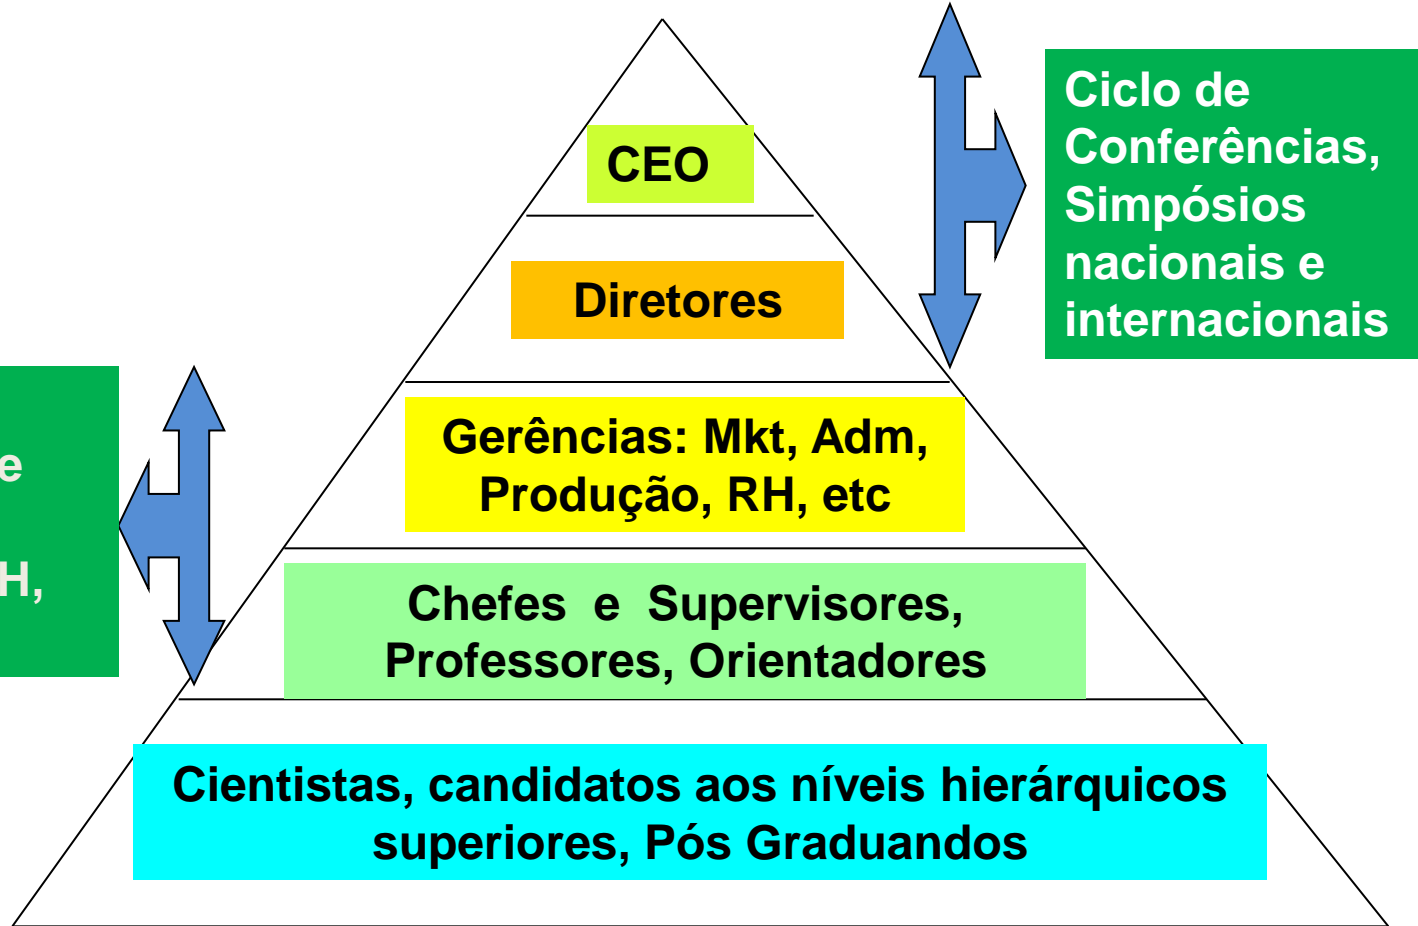 CEO
Ciclo de
Conferências,
Simpósios
nacionais e
internacionais
Diretores
Gerências: Mkt, Adm,
Produção, RH, etc
e
H,
Chefes e Supervisores,
Professores, Orientadores
Cientistas, candidatos aos níveis hierárquicos
superiores, Pós Graduandos